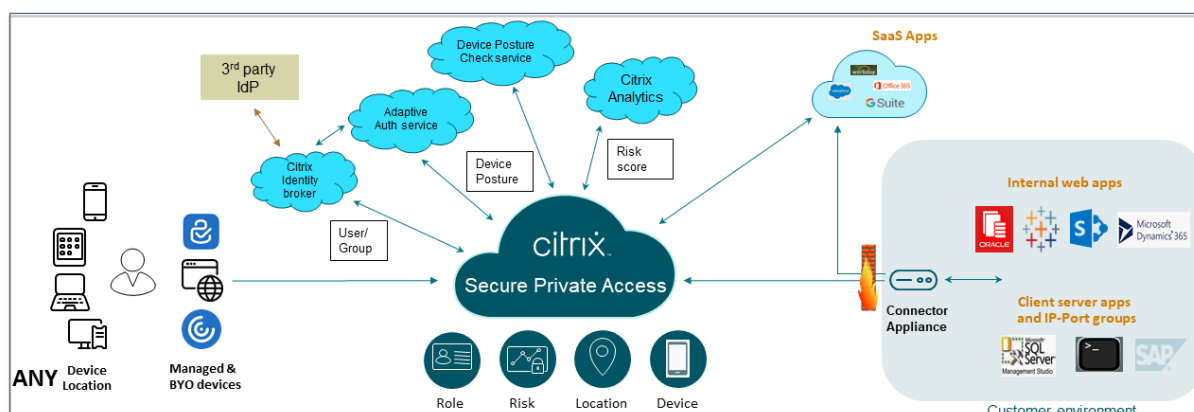 3rd party
IdP
Device Posture
Check service
Citrix
Analytics
SaaS Apps
workday
salesforce
Office 365
G Suite
Adaptive
Auth service
Citrix
Identity
broker
Device
Posture
Risk
score
User/
Group
citrix
Secure Private Access
Internal web apps
ORACLE
S
Microsoft
Dynamics 365
Connector
Appliance
Client server apps
and IP-Port groups
Microsoft
SQL
Server
Management Studio
>_
SAP
ANY
Device
Location
Managed &
BYO devices
Role
Risk
Location
Device
Customer environment